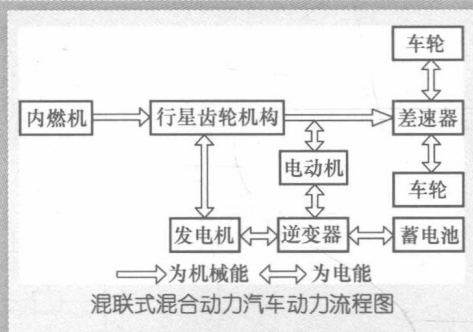 车轮
内燃机 行星齿轮机构 差速器
电动机
车轮
发电机 逆变器 蓄电池
为机械能 为电能
混联式混合动力汽车动力流程图